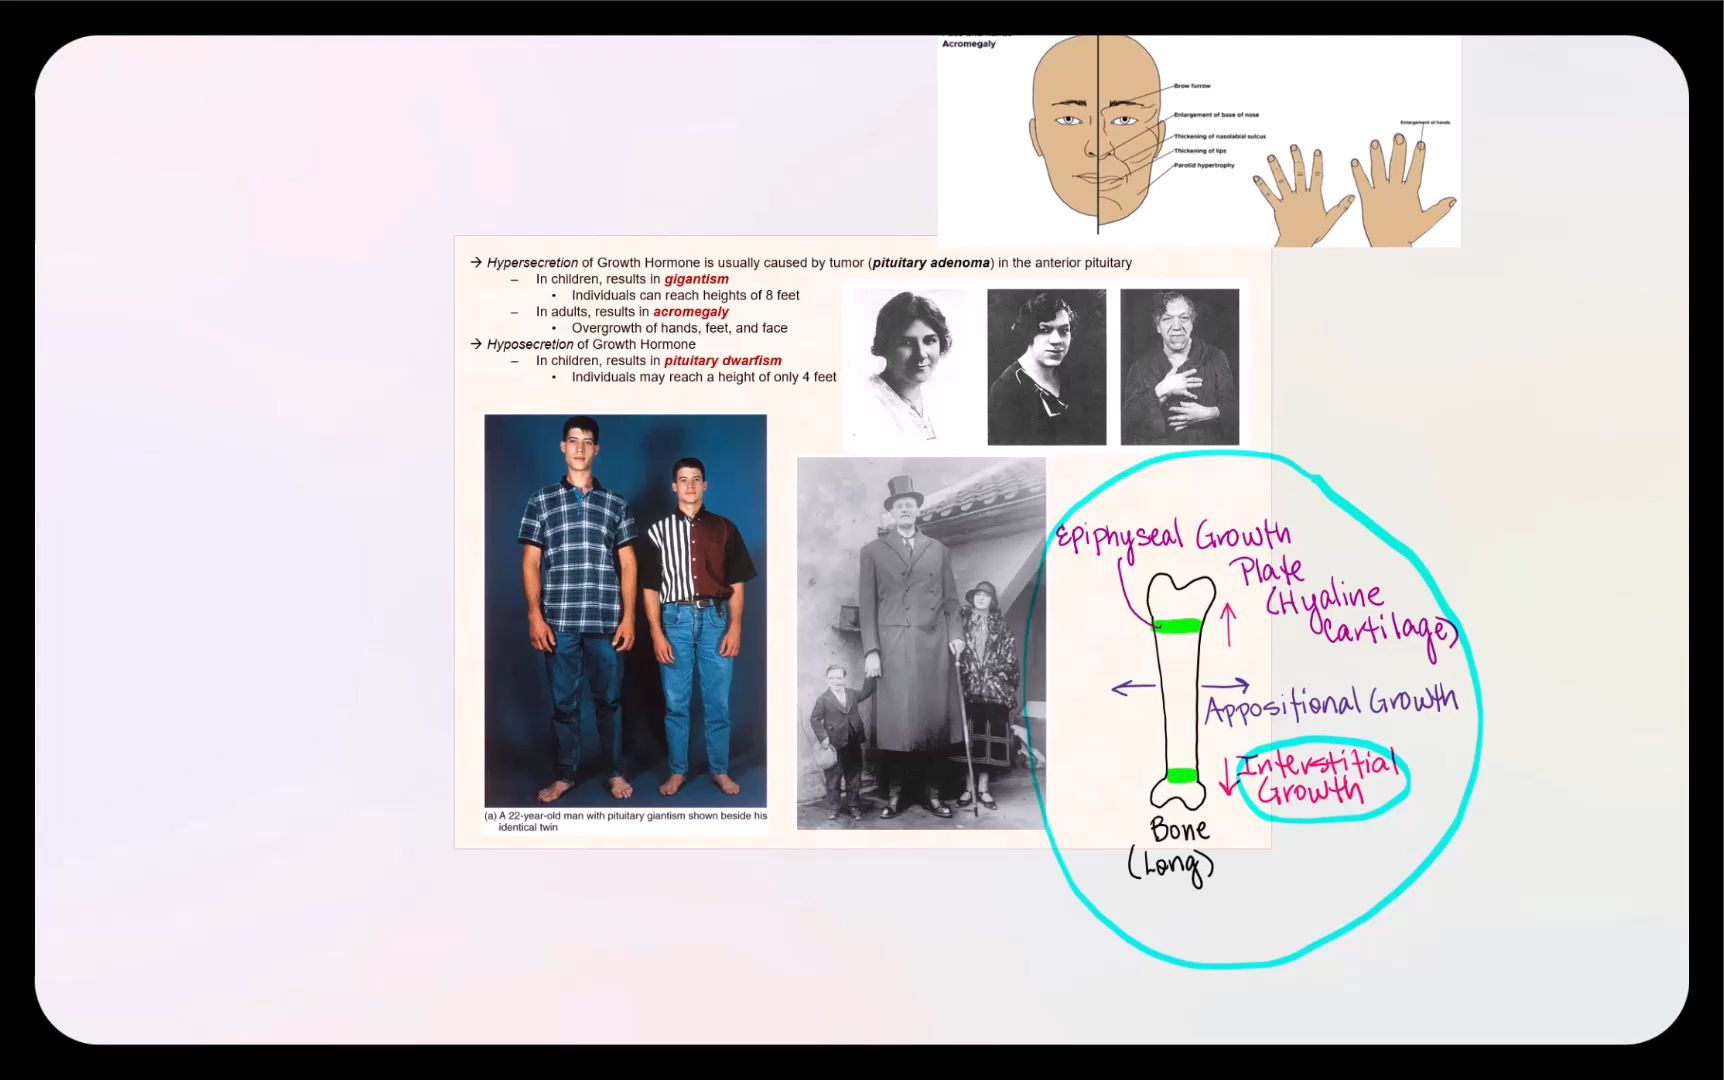 Acromegaly
Brow furrow
Enlargement of base of nose
Thickening of nasolabial sulcus
Thickening of lips
Parotid hypertrophy
Enlargement of hands
→ Hypersecretion of Growth Hormone is usually caused by tumor (pituitary adenoma) in the anterior pituitary
– In children, results in gigantism
• Individuals can reach heights of 8 feet
– In adults, results in acromegaly
• Overgrowth of hands, feet, and face
→ Hyposecretion of Growth Hormone
– In children, results in pituitary dwarfism
• Individuals may reach a height of only 4 feet
(a) A 22-year-old man with pituitary giantism shown beside his
identical twin
Epiphyseal Growth
Plate
(Hyaline
Cartilage)
Appositional Growth
Interstitial
Growth
Bone
(Long)